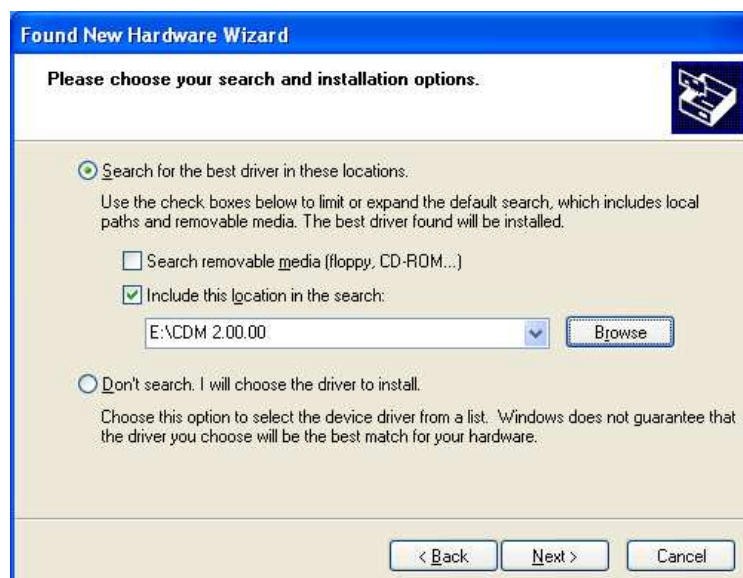 Found New Hardware Wizard
Please choose your search and installation options.
Search for the best driver in these locations.
Use the check boxes below to limit or expand the default search, which includes local
paths and removable media. The best driver found will be installed.
Search removable media (floppy, CD-ROM...)
Include this location in the search:
E:\CDM 2.00.00
Browse
Don't search. I will choose the driver to install.
Choose this option to select the device driver from a list. Windows does not guarantee that
the driver you choose will be the best match for your hardware.
< Back Next > Cancel